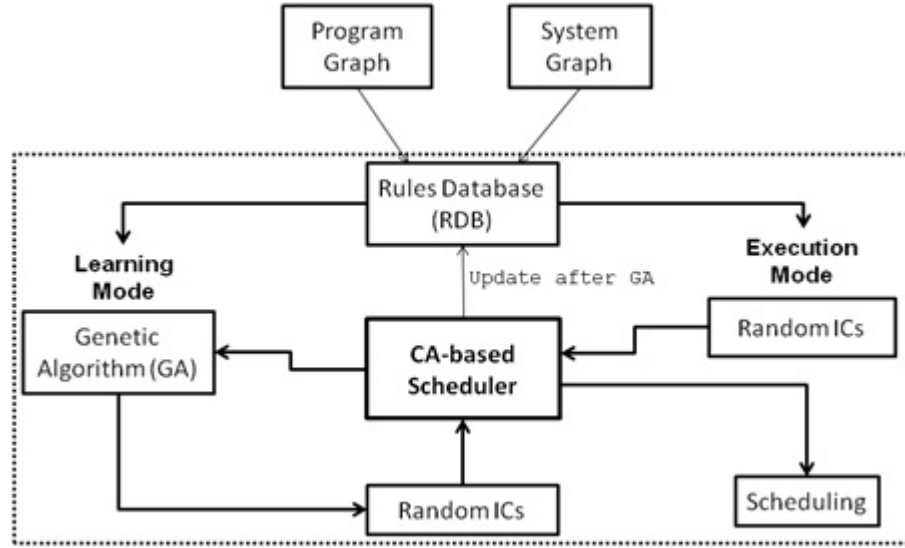 Program
Graph
System
Graph
Rules Database
(RDB)
Learning
Mode
Execution
Mode
Update after GA
Genetic
Algorithm (GA)
CA-based
Scheduler
Random ICs
Random ICs
Scheduling